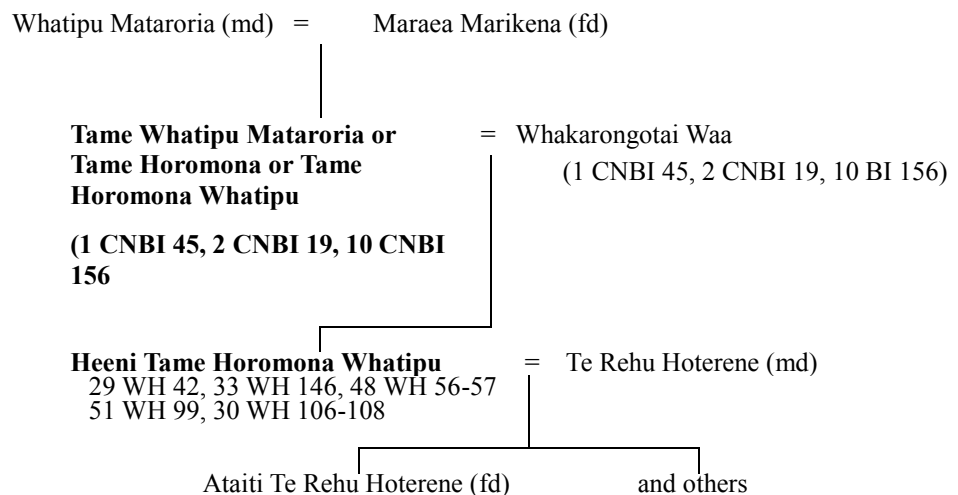 Whatipu Mataroria (md) = Maraea Marikena (fd)
Tame Whatipu Mataroria or = Whakarongotai Waa
Tame Horomona or Tame (1 CNBI 45, 2 CNBI 19, 10 BI 156)
Horomona Whatipu
(1 CNBI 45, 2 CNBI 19, 10 CNBI
156
Heeni Tame Horomona Whatipu = Te Rehu Hoterene (md)
29 WH 42, 33 WH 146, 48 WH 56-57
51 WH 99, 30 WH 106-108
Ataiti Te Rehu Hoterene (fd) and others